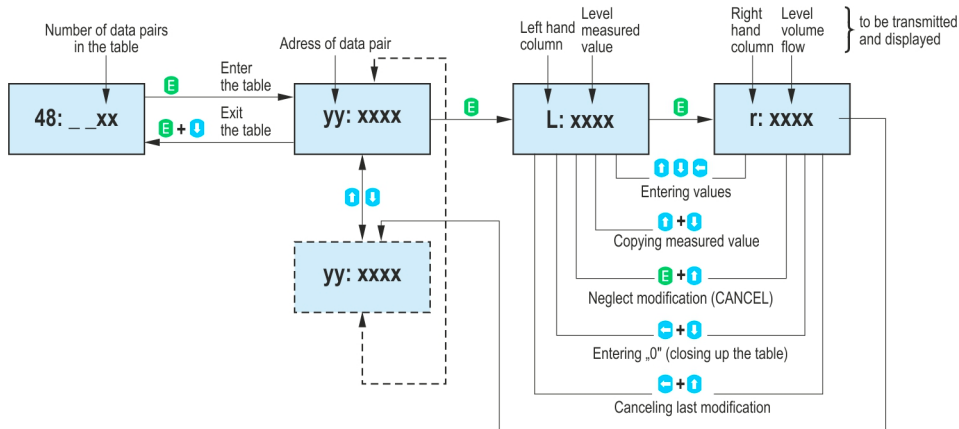 Number of data pairs
in the table
Adress of data pair
Left hand
column
Level
measured
value
Right
hand
column
Level
volume
flow
to be transmitted
and displayed
48: _ _xx
E
Enter
the table
E + ↓
Exit
the table
yy: xxxx
E
L: xxxx
E
r: xxxx
↑ ↓
yy: xxxx
↑ ↓ ←
Entering values
↑ + ↓
Copying measured value
E + ↑
Neglect modification (CANCEL)
← + ↓
Entering „0" (closing up the table)
← + ↑
Canceling last modification